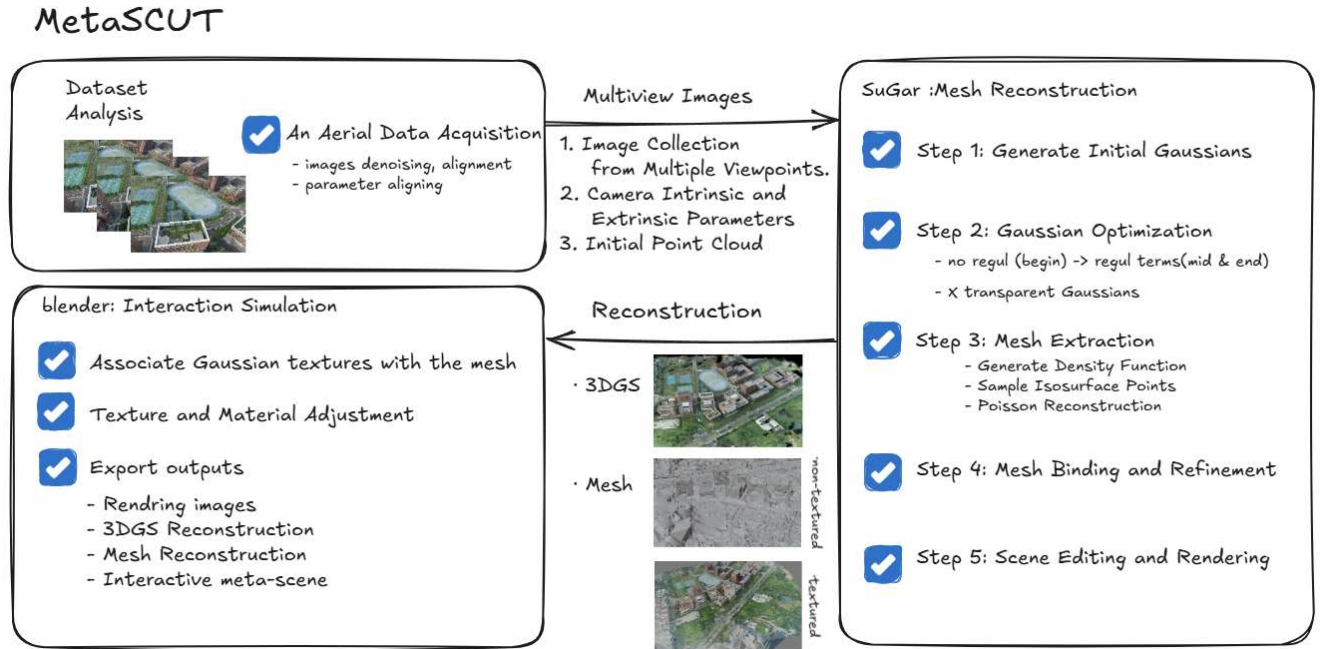 MetaSCUT
Dataset
Analysis
An Aerial Data Acquisition
- images denoising, alignment
- parameter aligning
Multiview Images
1. Image Collection
from Multiple Viewpoints.
2. Camera Intrinsic and
Extrinsic Parameters
3. Initial Point Cloud
SuGar :Mesh Reconstruction
Step 1: Generate Initial Gaussians
Step 2: Gaussian Optimization
- no regul (begin) -> regul terms(mid & end)
- X transparent Gaussians
Step 3: Mesh Extraction
- Generate Density Function
- Sample Isosurface Points
- Poisson Reconstruction
Step 4: Mesh Binding and Refinement
Step 5: Scene Editing and Rendering
Reconstruction
· 3DGS
· Mesh
non-textured
textured
blender: Interaction Simulation
Associate Gaussian textures with the mesh
Texture and Material Adjustment
Export outputs
- Rendring images
- 3DGS Reconstruction
- Mesh Reconstruction
- Interactive meta-scene